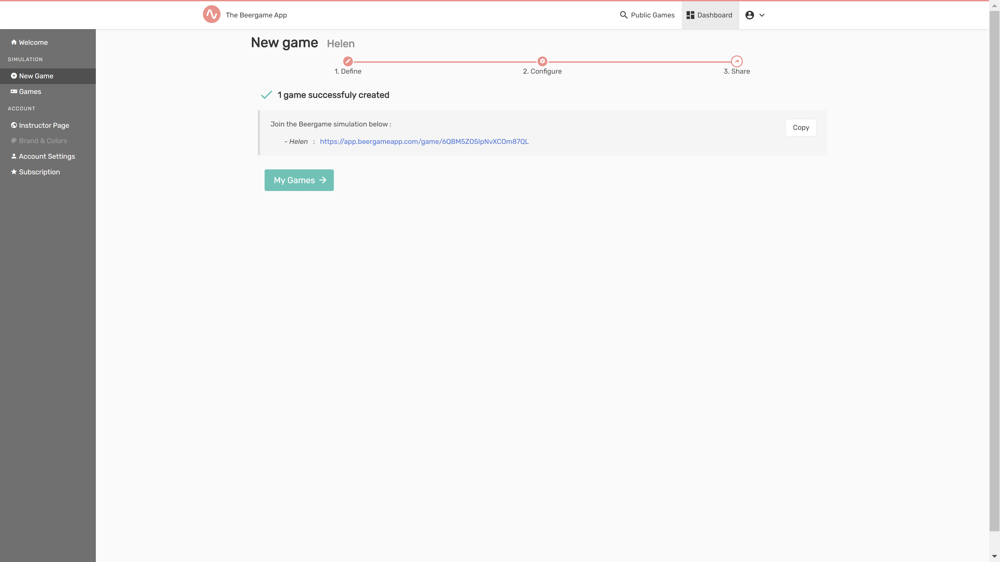 The Beergame App
Public Games
Dashboard
Welcome
SIMULATION
New Game
Games
ACCOUNT
Instructor Page
Brand & Colors
Account Settings
Subscription
New game Helen
1. Define
2. Configure
3. Share
1 game successfuly created
Join the Beergame simulation below :
Copy
- Helen : https://app.beergameapp.com/game/6QBM5ZO5IpNvXCOm87QL
My Games